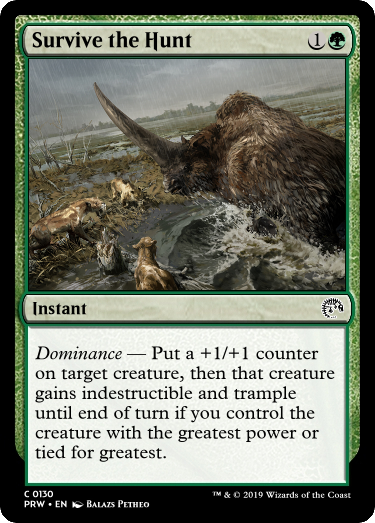 Survive the Hunt 1
Instant
Dominance — Put a +1/+1 counter
on target creature, then that creature
gains indestructible and trample
until end of turn if you control the
creature with the greatest power or
tied for greatest.
C 0130
PRW • EN Balazs Petheo
™ & © 2019 Wizards of the Coast